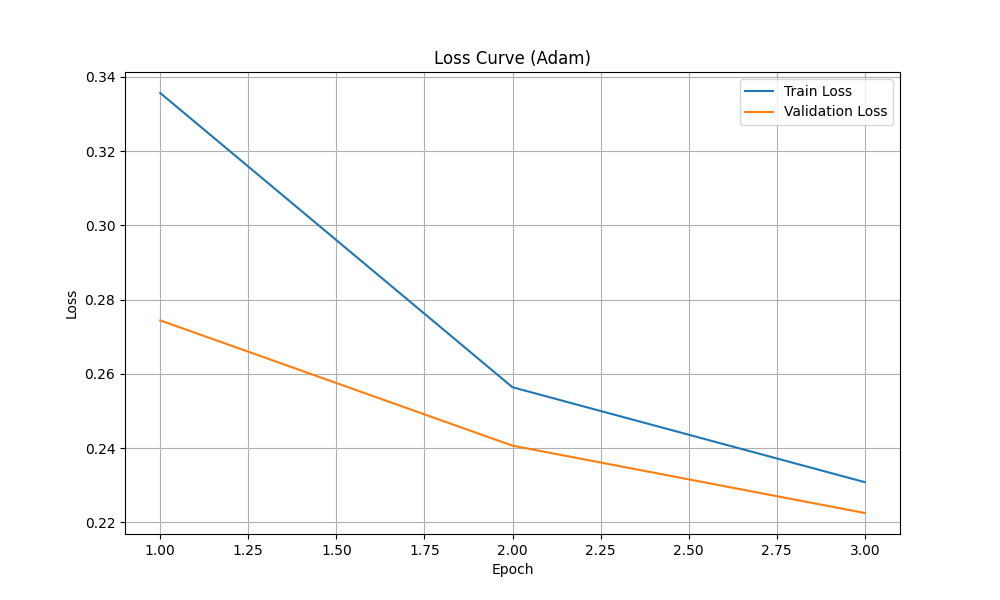 Loss Curve (Adam)
Train Loss
Validation Loss
Loss
0.34
0.32
0.30
0.28
0.26
0.24
0.22
1.00 1.25 1.50 1.75 2.00 2.25 2.50 2.75 3.00
Epoch